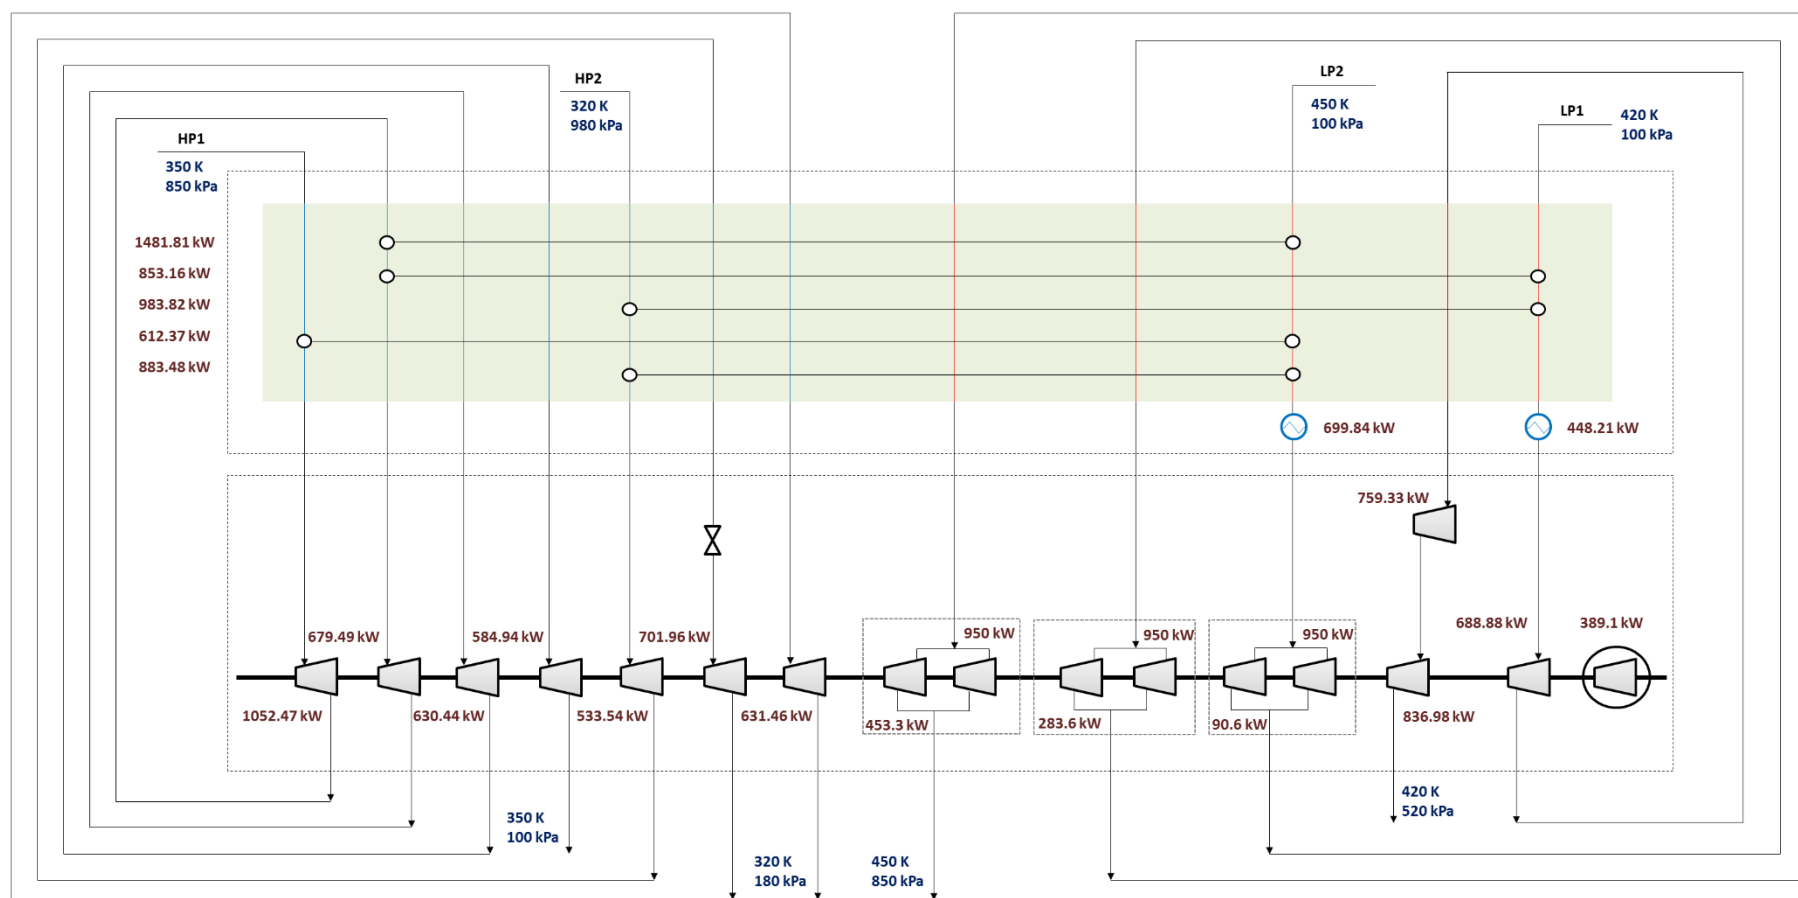 HP1
350 K
850 kPa
HP2
320 K
980 kPa
LP2
450 K
100 kPa
LP1
420 K
100 kPa
1481.81 kW
853.16 kW
983.82 kW
612.37 kW
883.48 kW
699.84 kW
448.21 kW
759.33 kW
679.49 kW
584.94 kW
701.96 kW
950 kW
950 kW
950 kW
688.88 kW
389.1 kW
1052.47 kW
630.44 kW
533.54 kW
631.46 kW
453.3 kW
283.6 kW
90.6 kW
836.98 kW
350 K
100 kPa
320 K
180 kPa
450 K
850 kPa
420 K
520 kPa